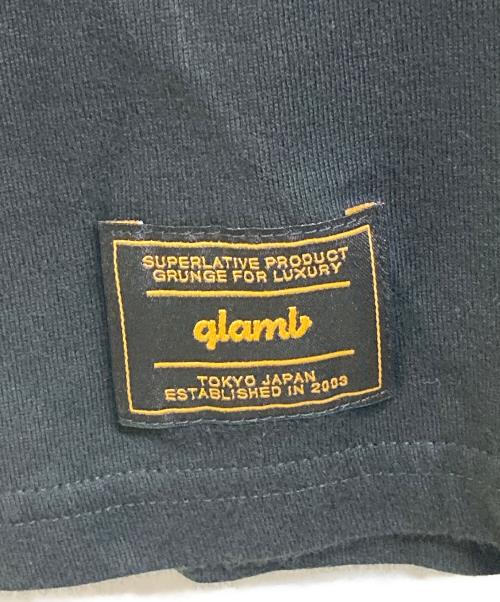 SUPERLATIVE PRODUCT
GRUNGE FOR LUXURY
glamb
TOKYO JAPAN
ESTABLISHED IN 2003